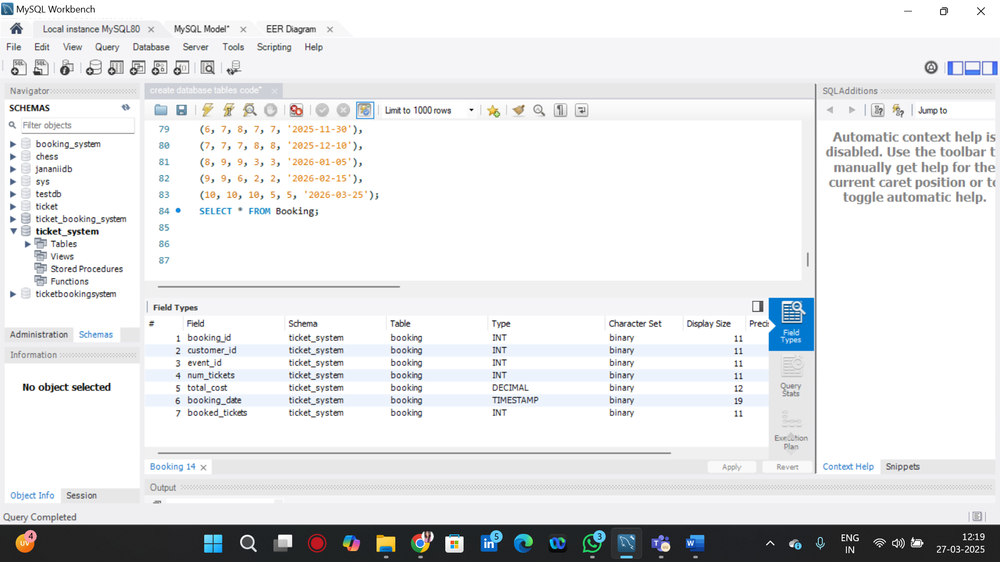 MySQL Workbench
Local instance MySQL80
MySQL Model*
EER Diagram
File Edit View Query Database Server Tools Scripting Help
Navigator
SCHEMAS
Filter objects
booking_system
chess
jananiidb
sys
testdb
ticket
ticket_booking_system
ticket_system
Tables
Views
Stored Procedures
Functions
ticketbookingsystem
Administration Schemas
Information
No object selected
Object Info Session
create database tables code*
Limit to 1000 rows
79 (6, 7, 8, 7, 7, '2025-11-30'),
80 (7, 7, 7, 8, 8, '2025-12-10'),
81 (8, 9, 9, 3, 3, '2026-01-05'),
82 (9, 9, 6, 2, 2, '2026-02-15'),
83 (10, 10, 10, 5, 5, '2026-03-25');
84 SELECT * FROM Booking;
85
86
87
Field Types
# Field Schema Table Type Character Set Display Size Precis
1 booking_id ticket_system booking INT binary 11
2 customer_id ticket_system booking INT binary 11
3 event_id ticket_system booking INT binary 11
4 num_tickets ticket_system booking INT binary 11
5 total_cost ticket_system booking DECIMAL binary 12
6 booking_date ticket_system booking TIMESTAMP binary 19
7 booked_tickets ticket_system booking INT binary 11
Field
Types
Query
Stats
Execution
Plan
Booking 14
Apply Revert
Output
SQLAdditions
Jump to
Automatic context help is
disabled. Use the toolbar t
manually get help for the
current caret position or to
toggle automatic help.
Context Help Snippets
Query Completed
UV 4
5
3
ENG
IN
12:19
27-03-2025